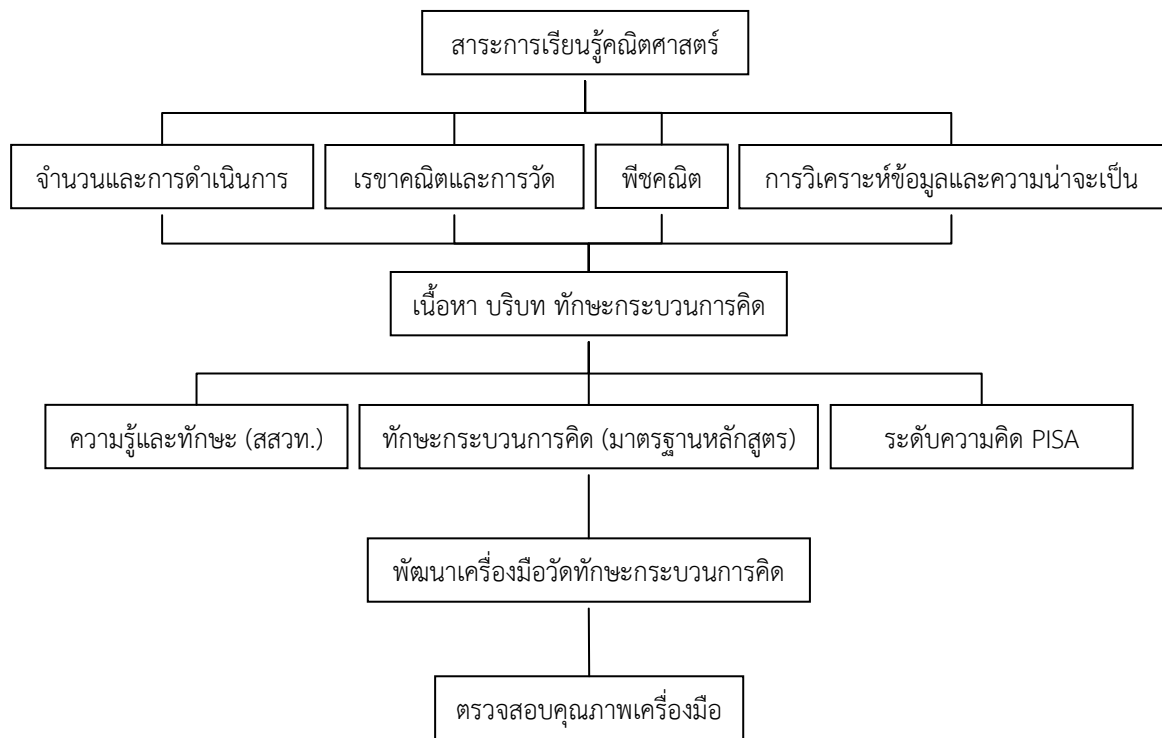 สาระการเรียนรู้คณิตศาสตร์
จำนวนและการดำเนินการ
เรขาคณิตและการวัด
พีชคณิต
การวิเคราะห์ข้อมูลและความน่าจะเป็น
เนื้อหา บริบท ทักษะกระบวนการคิด
ความรู้และทักษะ (สสวท.)
ทักษะกระบวนการคิด (มาตรฐานหลักสูตร)
ระดับความคิด PISA
พัฒนาเครื่องมือวัดทักษะกระบวนการคิด
ตรวจสอบคุณภาพเครื่องมือ